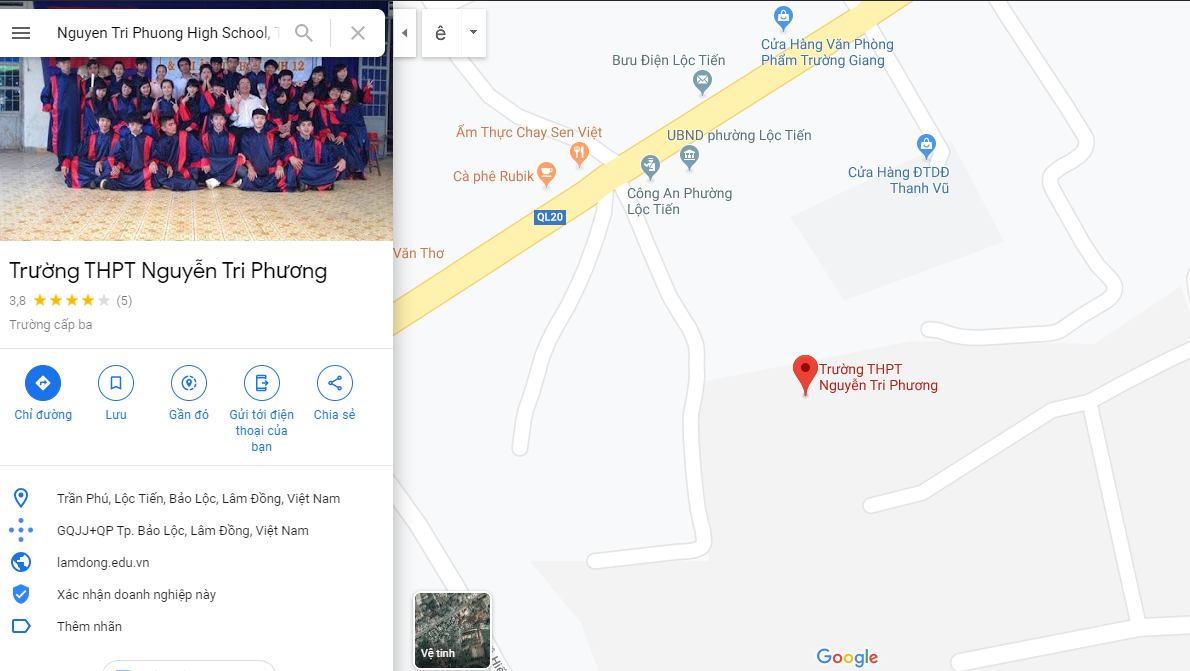 Nguyen Tri Phuong High School, T
12
Trường THPT Nguyễn Tri Phương
3,8 (5)
Trường cấp ba
Chỉ đường
Lưu
Gần đó
Gửi tới điện
thoại của
bạn
Chia sẻ
Trần Phú, Lộc Tiến, Bảo Lộc, Lâm Đồng, Việt Nam
GQJJ+QP Tp. Bảo Lộc, Lâm Đồng, Việt Nam
lamdong.edu.vn
Xác nhận doanh nghiệp này
Thêm nhãn
ê
Cửa Hàng Văn Phòng
Phẩm Trường Giang
Bưu Điện Lộc Tiến
Ẩm Thực Chay Sen Việt
UBND phường Lộc Tiến
Cà phê Rubik
Công An Phường
Lộc Tiến
Cửa Hàng ĐTDĐ
Thanh Vũ
QL20
Văn Thơ
Trường THPT
Nguyễn Tri Phương
Vệ tinh
Google